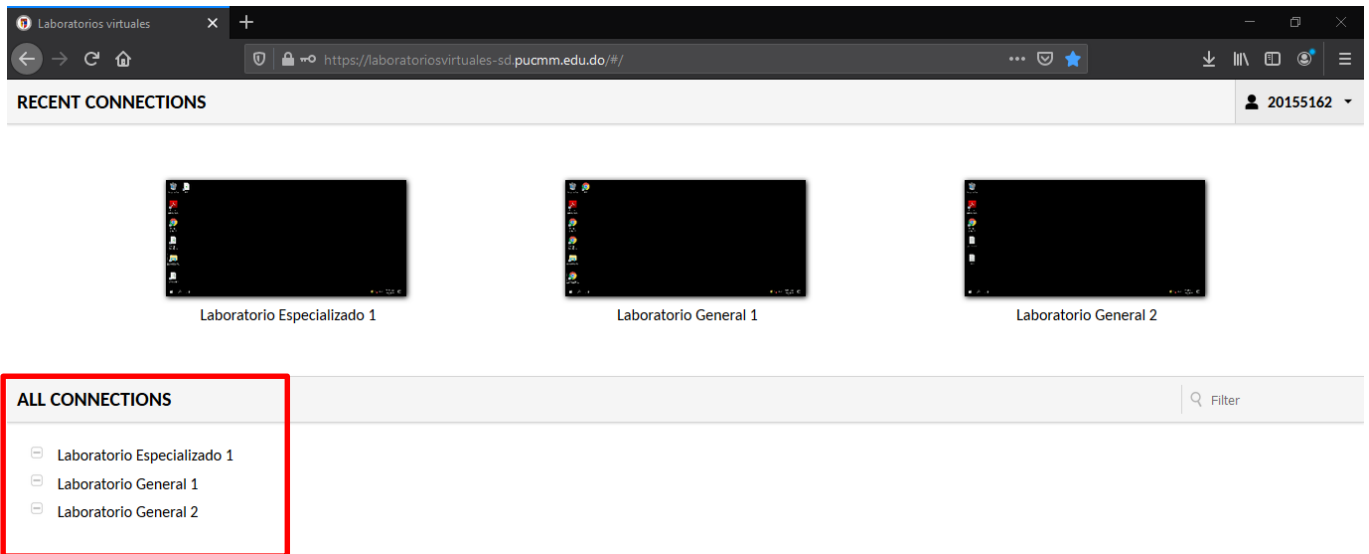 Laboratorios virtuales
https://laboratoriosvirtuales-sd.pucmm.edu.do/#/
RECENT CONNECTIONS
20155162
Laboratorio Especializado 1
Laboratorio General 1
Laboratorio General 2
ALL CONNECTIONS
Filter
Laboratorio Especializado 1
Laboratorio General 1
Laboratorio General 2